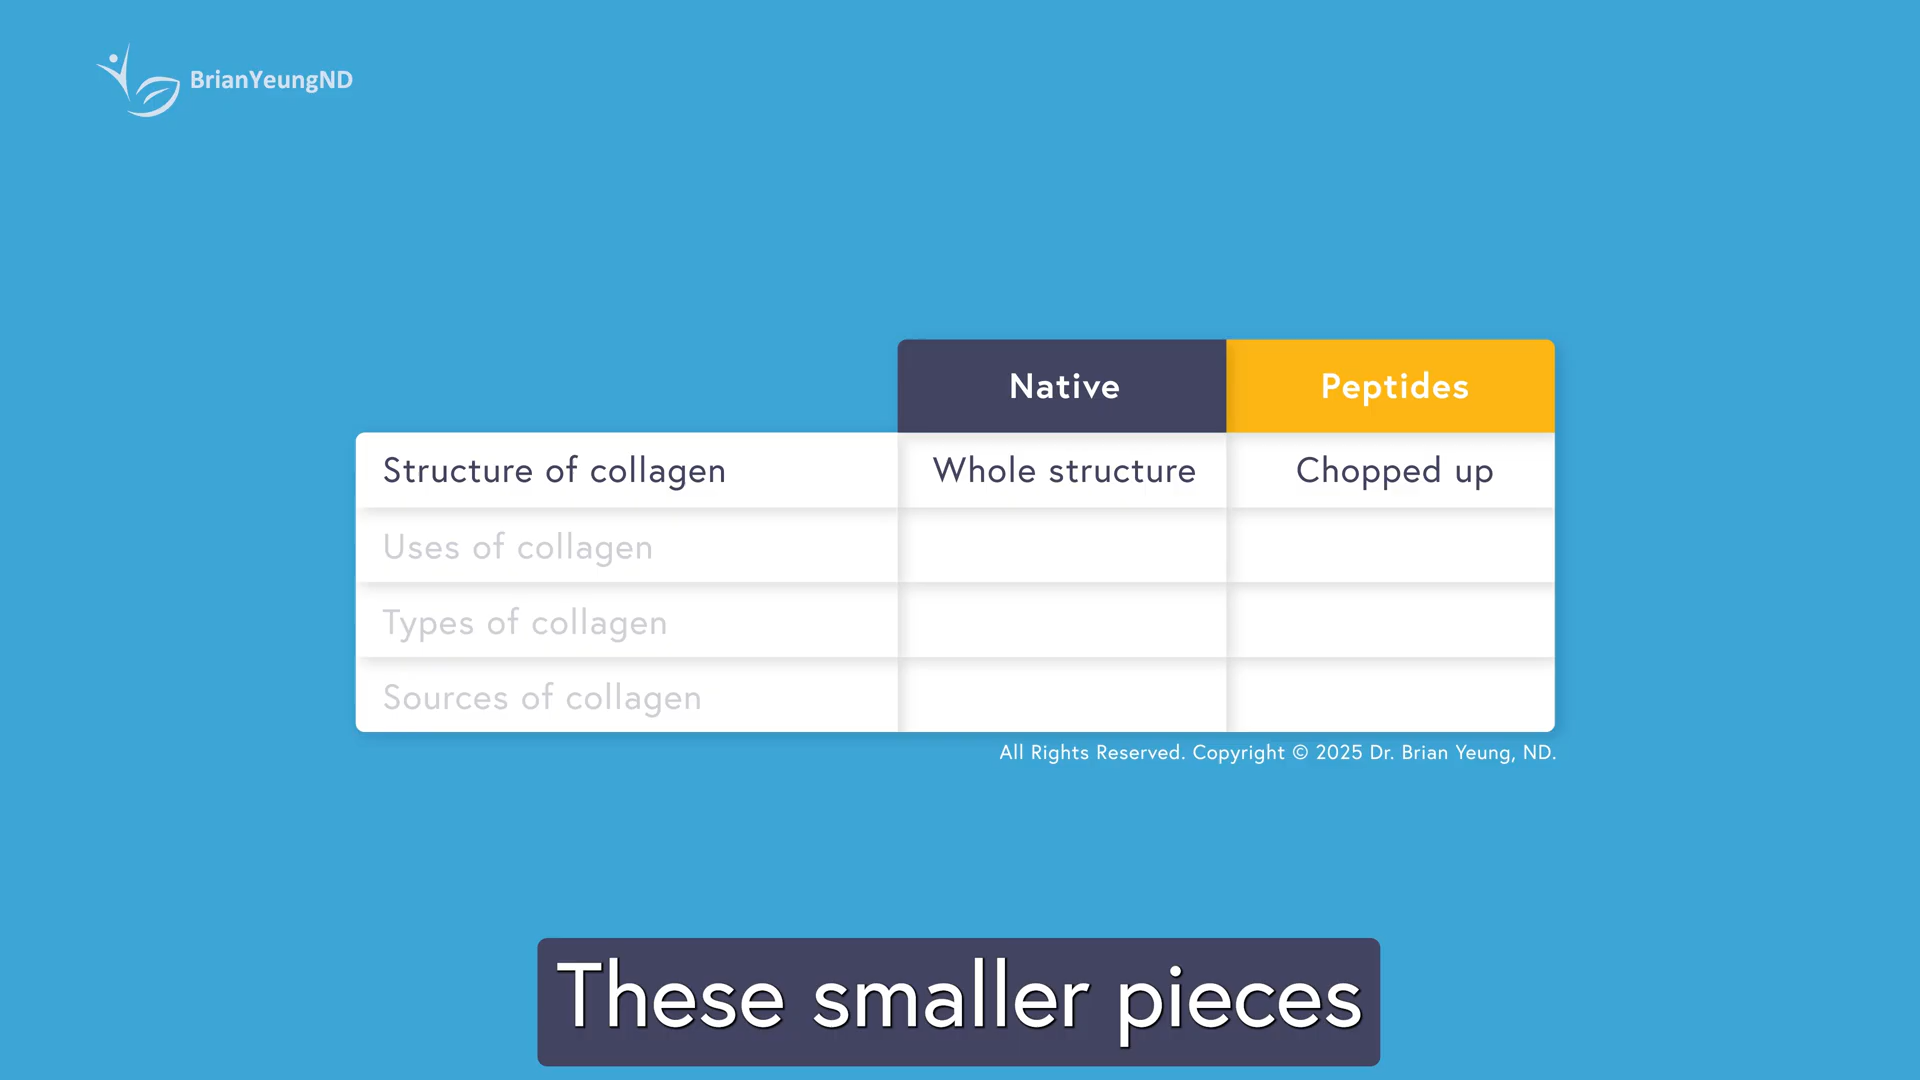 BrianYeungND
Native Peptides
Structure of collagen Whole structure Chopped up
Uses of collagen
Types of collagen
Sources of collagen
All Rights Reserved. Copyright © 2025 Dr. Brian Yeung, ND.
These smaller pieces